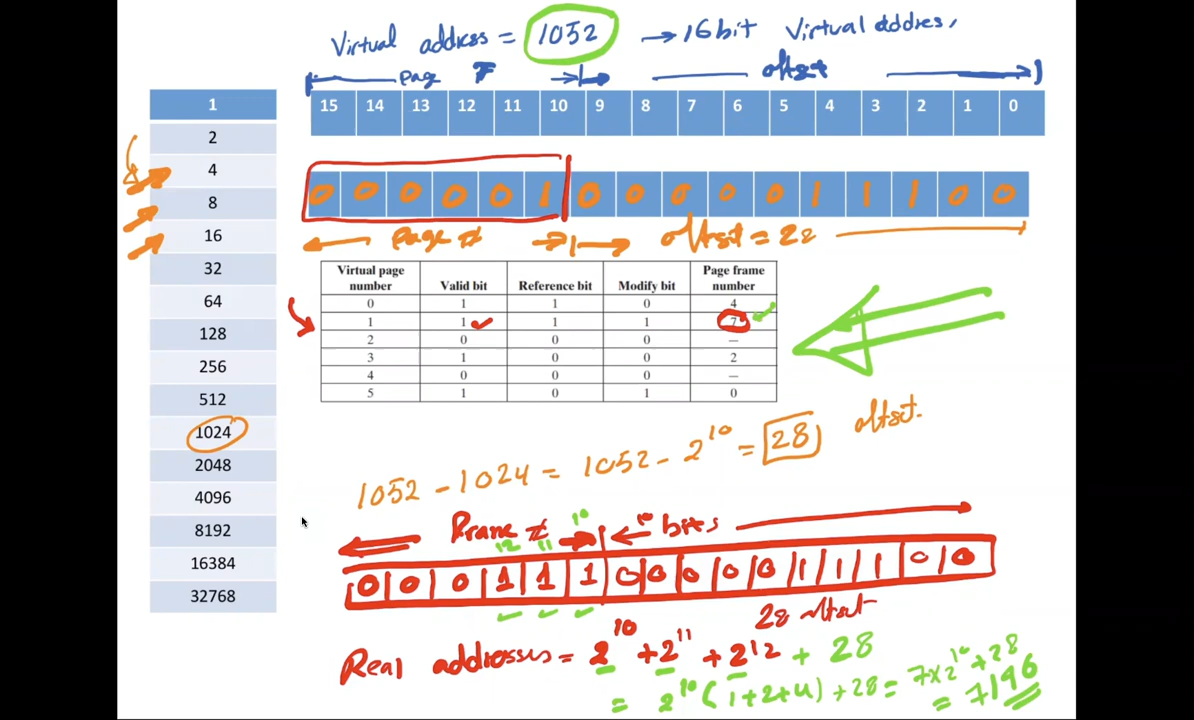 Virtual address = 1052 → 16 bit Virtual addres,
page # offset
15 14 13 12 11 10 9 8 7 6 5 4 3 2 1 0
0 0 0 0 0 1 0 0 0 0 0 1 1 1 0 0
page # offset = 28
1
2
4
8
16
32
64
128
256
512
1024
2048
4096
8192
16384
32768
Virtual page number Valid bit Reference bit Modify bit Page frame number
0 1 1 0 4
1 1 1 1 7
2 0 0 0 —
3 1 0 0 2
4 0 0 0 —
5 1 0 1 0
1052 - 1024 = 1052 - 2^10 = 28 offset.
Frame # 10 bits
12 11 10
0 0 0 1 1 1 0 0 0 0 0 1 1 1 0 0
28 offset
Real addresses = 2^10 + 2^11 + 2^12 + 28
= 2^10 (1+2+4) + 28 = 7x2^10 + 28
= 7196